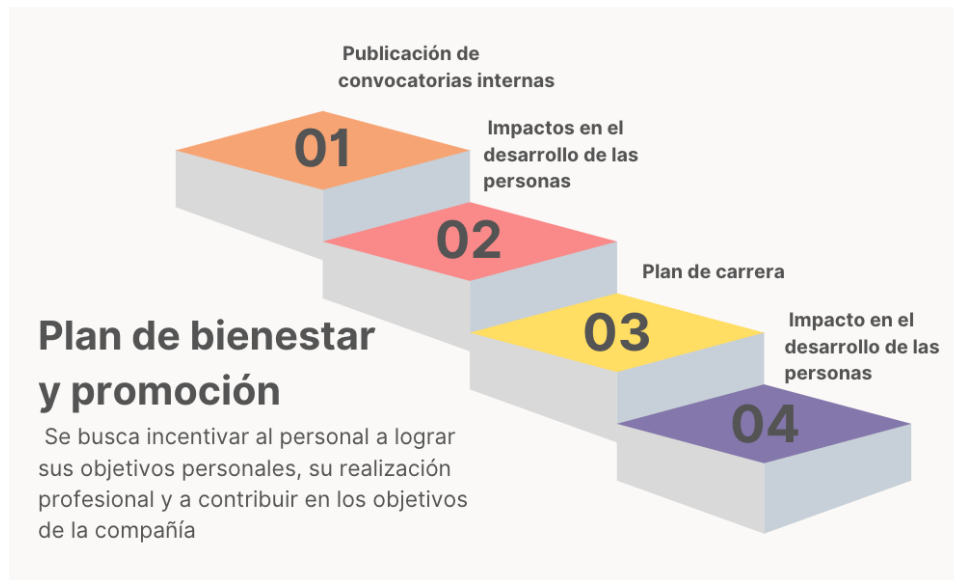 Publicación de
convocatorias internas
01
Impactos en el
desarrollo de las
personas
02
Plan de carrera
03
Impacto en el
desarrollo de las
personas
04
Plan de bienestar
y promoción
Se busca incentivar al personal a lograr
sus objetivos personales, su realización
profesional y a contribuir en los objetivos
de la compañía